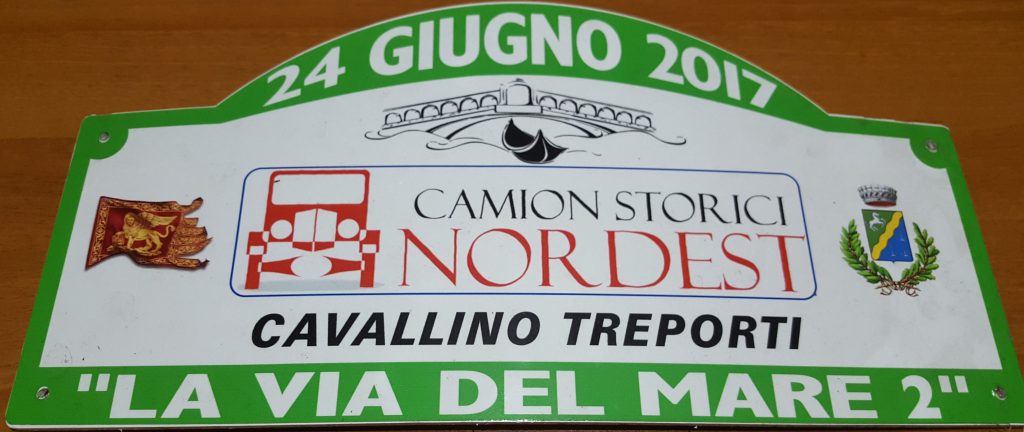 24 GIUGNO 2017
CAMION STORICI
NORDEST
CAVALLINO TREPORTI
"LA VIA DEL MARE 2"